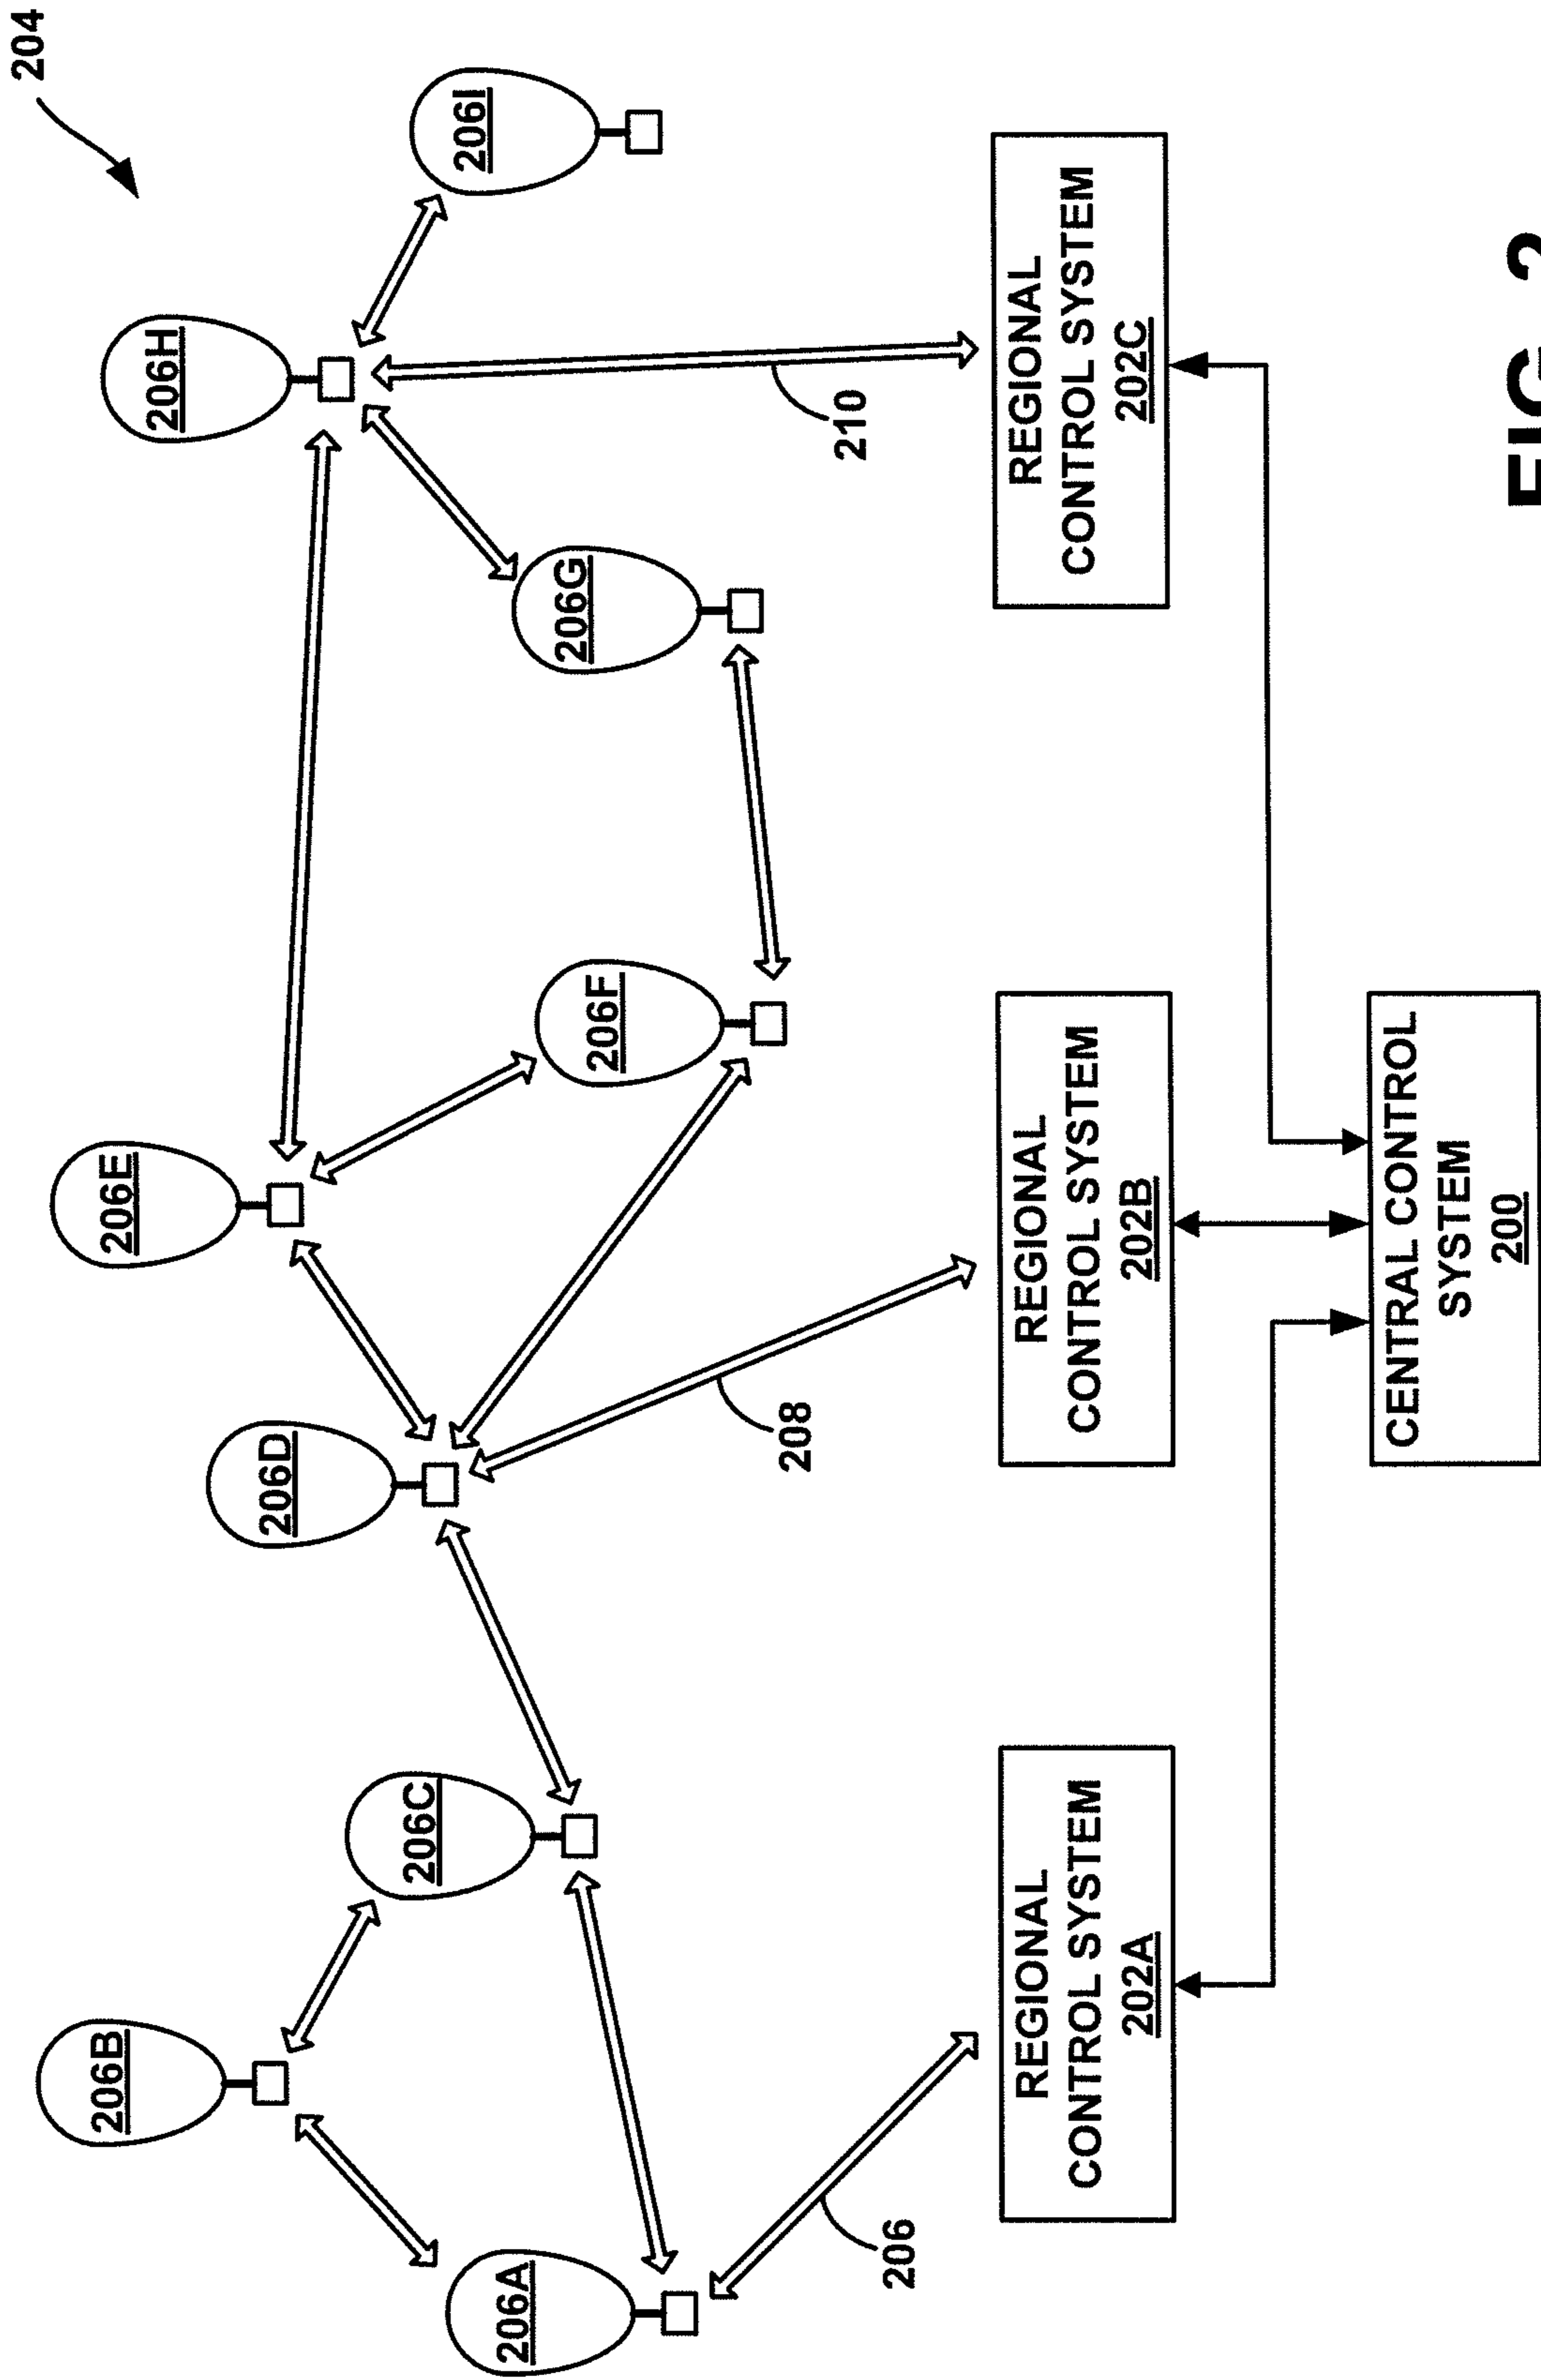 204
206B
206E
206H
206D
206C
206I
206A
206F
206G
206
208
210
REGIONAL
CONTROL SYSTEM
202A
REGIONAL
CONTROL SYSTEM
202B
REGIONAL
CONTROL SYSTEM
202C
CENTRAL CONTROL
SYSTEM
200